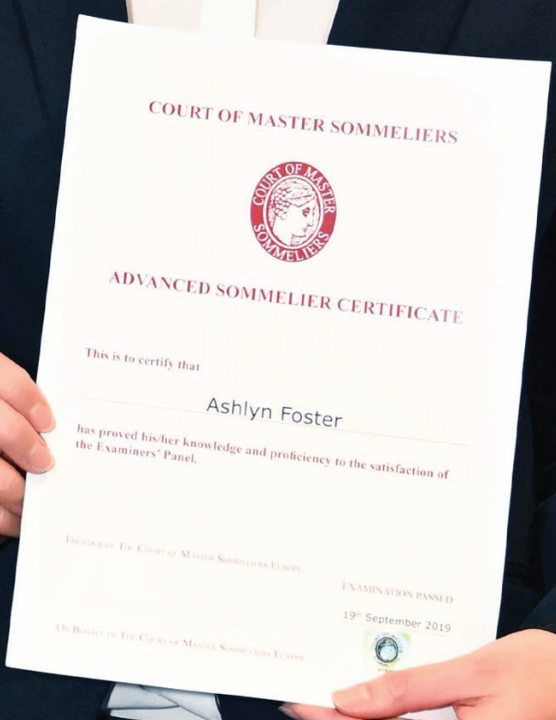 COURT OF MASTER SOMMELIERS
COURT OF MASTER
SOMMELIERS
ADVANCED SOMMELIER CERTIFICATE
This is to certify that
Ashlyn Foster
has proved his/her knowledge and proficiency to the satisfaction of
the Examiners' Panel.
FOUNDER OF THE COURT OF MASTER SOMMELIERS EUROPE
EXAMINATION PASSED
19th September 2019
ON BEHALF OF THE COURT OF MASTER SOMMELIERS EUROPE